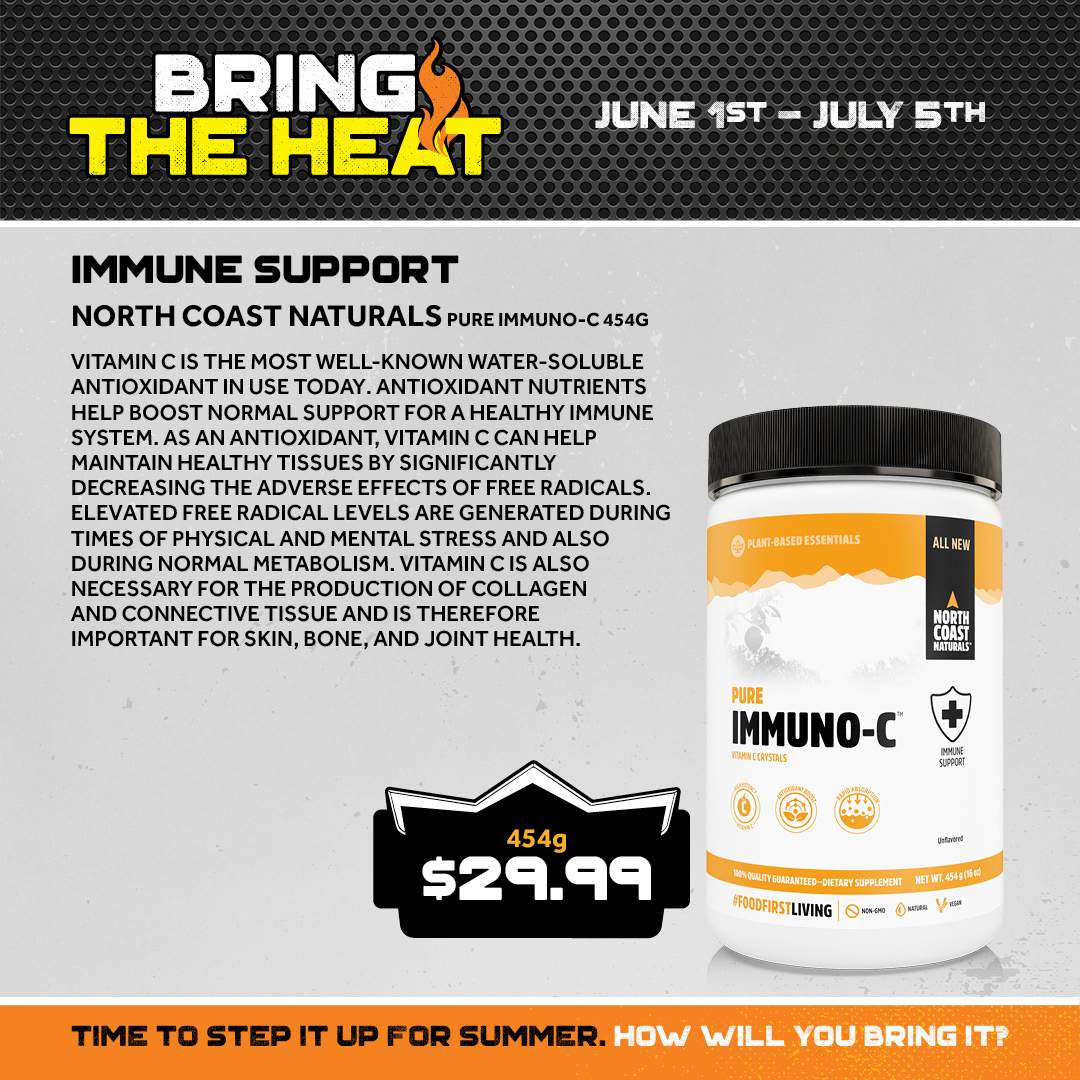 BRING
THE HEAT
JUNE 1ST – JULY 5TH
IMMUNE SUPPORT
NORTH COAST NATURALS PURE IMMUNO-C 454G
VITAMIN C IS THE MOST WELL-KNOWN WATER-SOLUBLE
ANTIOXIDANT IN USE TODAY. ANTIOXIDANT NUTRIENTS
HELP BOOST NORMAL SUPPORT FOR A HEALTHY IMMUNE
SYSTEM. AS AN ANTIOXIDANT, VITAMIN C CAN HELP
MAINTAIN HEALTHY TISSUES BY SIGNIFICANTLY
DECREASING THE ADVERSE EFFECTS OF FREE RADICALS.
ELEVATED FREE RADICAL LEVELS ARE GENERATED DURING
TIMES OF PHYSICAL AND MENTAL STRESS AND ALSO
DURING NORMAL METABOLISM. VITAMIN C IS ALSO
NECESSARY FOR THE PRODUCTION OF COLLAGEN
AND CONNECTIVE TISSUE AND IS THEREFORE
IMPORTANT FOR SKIN, BONE, AND JOINT HEALTH.
PLANT-BASED ESSENTIALS
ALL NEW
NORTH
COAST
NATURALS
PURE
IMMUNO-C™
VITAMIN C CRYSTALS
IMMUNE
SUPPORT
C
VITAMIN C
ANTIOXIDANT BOOST
RAPID ABSORPTION
Unflavored
100% QUALITY GUARANTEED–DIETARY SUPPLEMENT NET WT. 454 g (16 oz)
#FOODFIRSTLIVING NON-GMO NATURAL VEGAN
454g
$29.99
TIME TO STEP IT UP FOR SUMMER. HOW WILL YOU BRING IT?